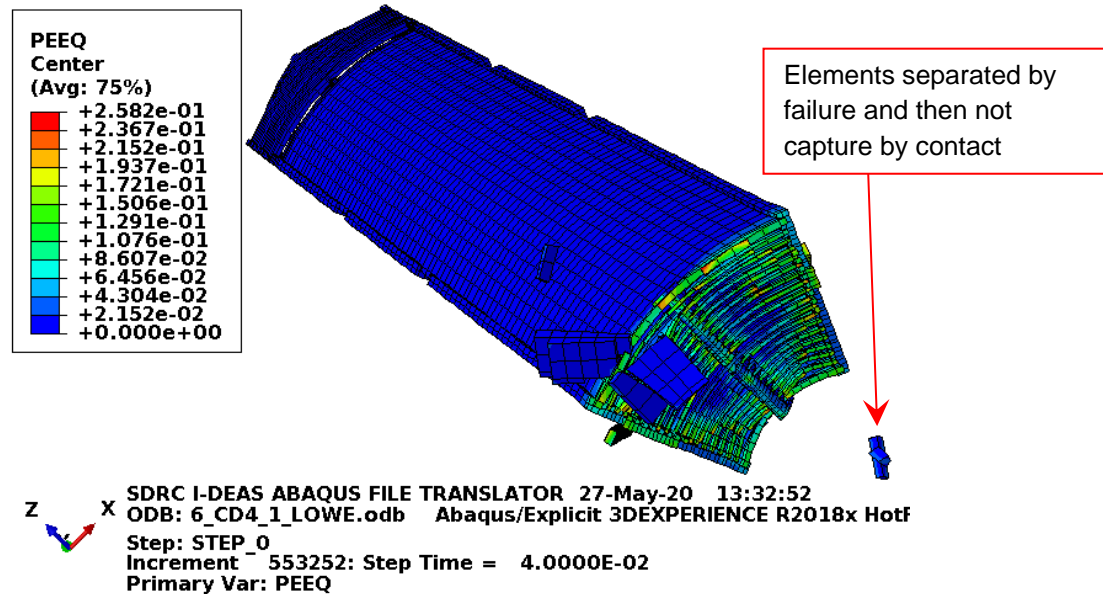 PEEQ
Center
(Avg: 75%)
+2.582e-01
+2.367e-01
+2.152e-01
+1.937e-01
+1.721e-01
+1.506e-01
+1.291e-01
+1.076e-01
+8.607e-02
+6.456e-02
+4.304e-02
+2.152e-02
+0.000e+00
Elements separated by
failure and then not
capture by contact
Z X
SDRC I-DEAS ABAQUS FILE TRANSLATOR 27-May-20 13:32:52
ODB: 6_CD4_1_LOWE.odb Abaqus/Explicit 3DEXPERIENCE R2018x
Step: STEP_0
Increment 553252: Step Time = 4.0000E-02
Primary Var: PEEQ